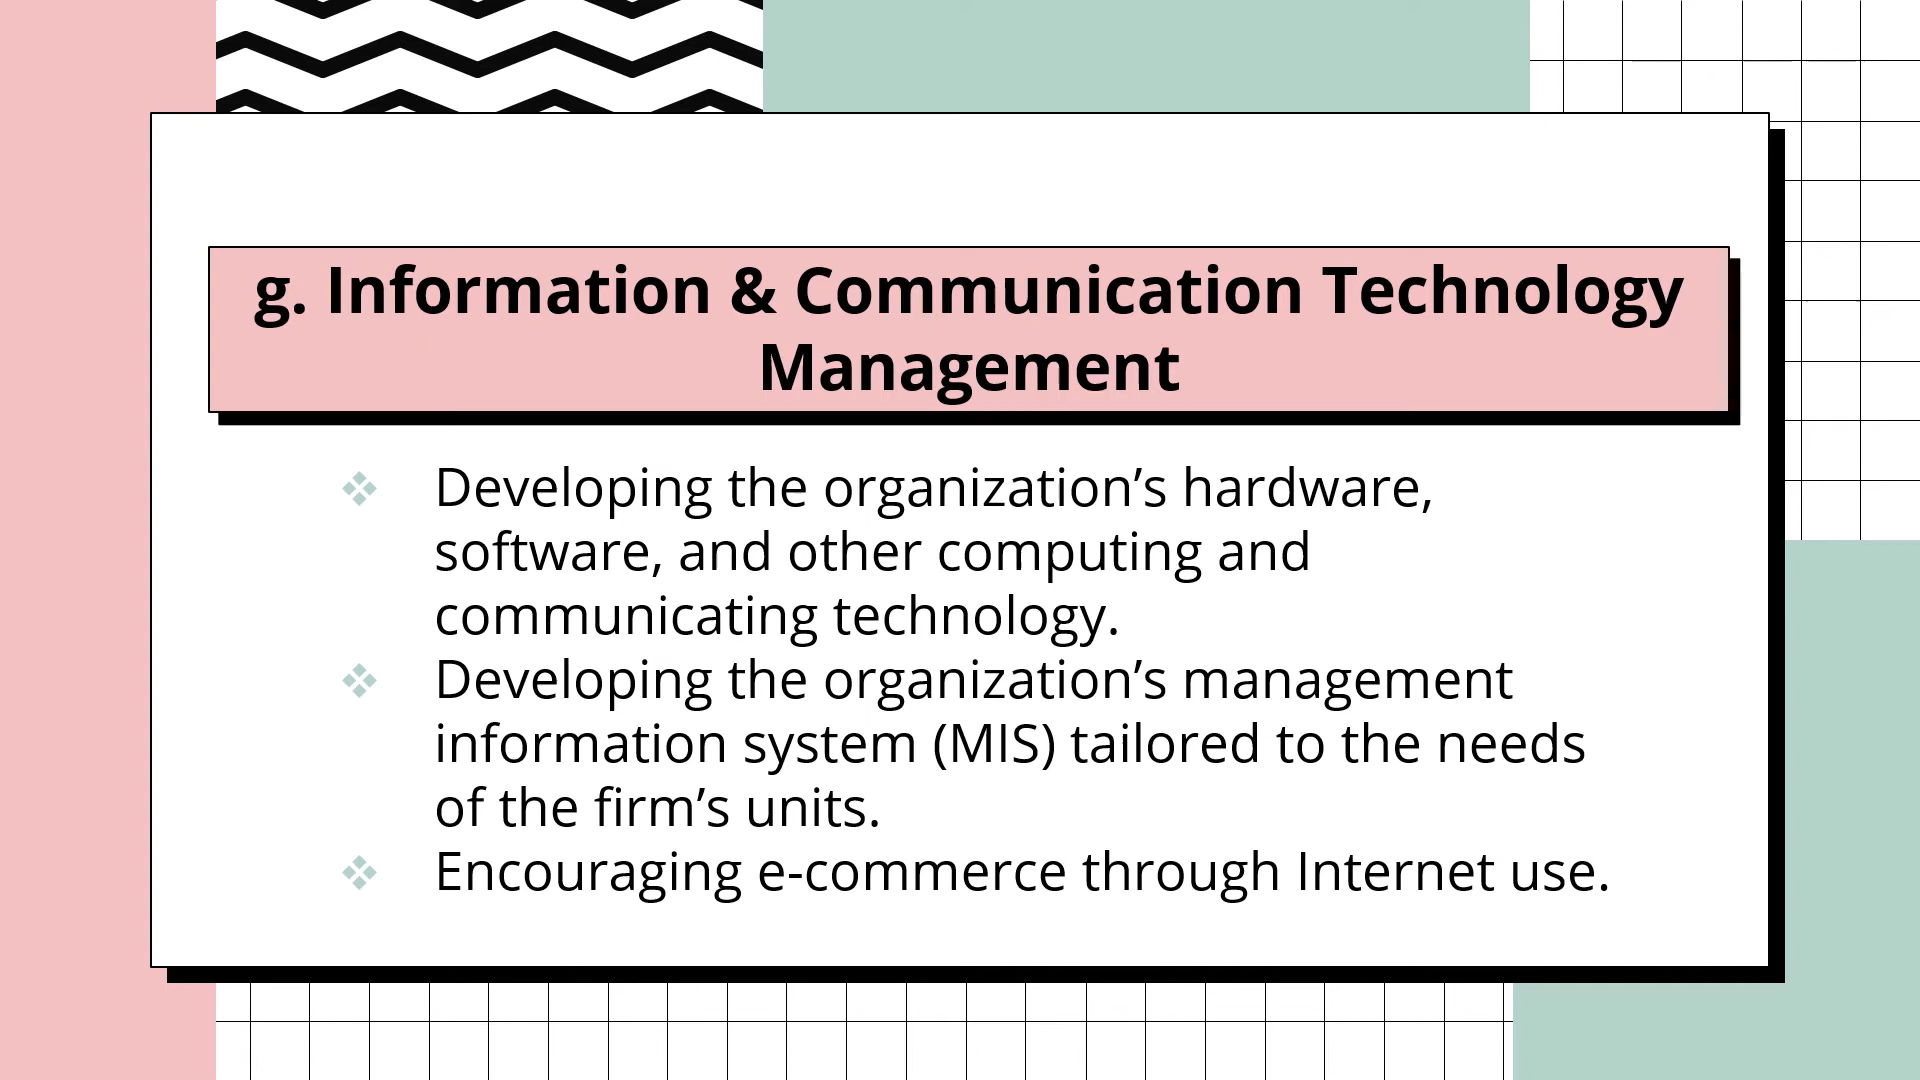 g. Information & Communication Technology
Management
Developing the organization’s hardware,
software, and other computing and
communicating technology.
Developing the organization’s management
information system (MIS) tailored to the needs
of the firm’s units.
Encouraging e-commerce through Internet use.